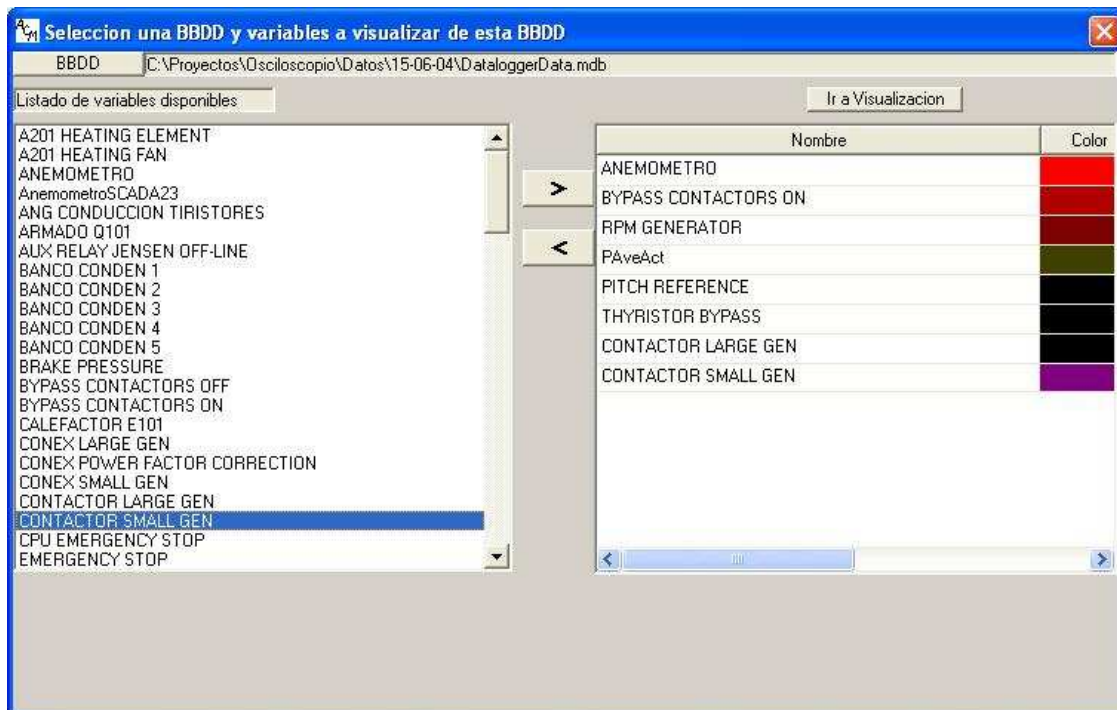 ACM Seleccion una BBDD y variables a visualizar de esta BBDD
BBDD C:\Proyectos\Osciloscopio\Datos\15-06-04\DataloggerData.mdb
Listado de variables disponibles
Ir a Visualizacion
A201 HEATING ELEMENT
A201 HEATING FAN
ANEMOMETRO
AnemometroSCADA23
ANG CONDUCCION TIRISTORES
ARMADO Q101
AUX RELAY JENSEN OFF-LINE
BANCO CONDEN 1
BANCO CONDEN 2
BANCO CONDEN 3
BANCO CONDEN 4
BANCO CONDEN 5
BRAKE PRESSURE
BYPASS CONTACTORS OFF
BYPASS CONTACTORS ON
CALEFACTOR E101
CONEX LARGE GEN
CONEX POWER FACTOR CORRECTION
CONEX SMALL GEN
CONTACTOR LARGE GEN
CONTACTOR SMALL GEN
CPU EMERGENCY STOP
EMERGENCY STOP
>
<
Nombre Color
ANEMOMETRO
BYPASS CONTACTORS ON
RPM GENERATOR
PAveAct
PITCH REFERENCE
THYRISTOR BYPASS
CONTACTOR LARGE GEN
CONTACTOR SMALL GEN